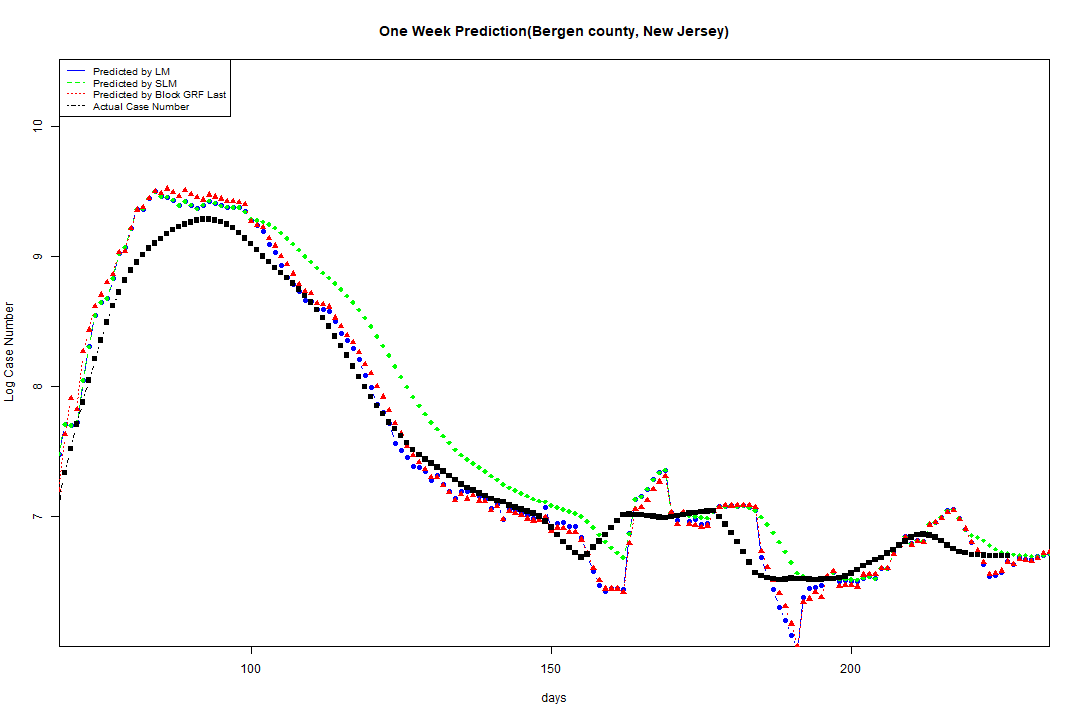 One Week Prediction(Bergen county, New Jersey)
Predicted by LM
Predicted by SLM
Predicted by Block GRF Last
Actual Case Number
10
9
8
7
Log Case Number
100
150
200
days